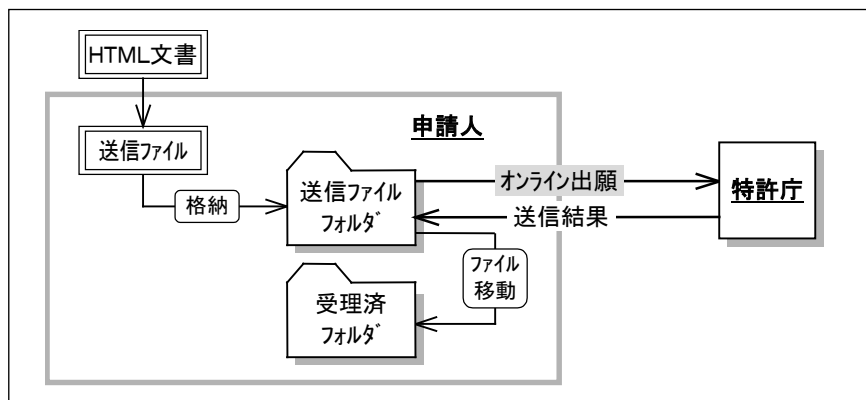 HTML文書
申請人
送信ファイル
格納
送信ファイル
フォルダ
オンライン出願
送信結果
特許庁
ファイル
移動
受理済
フォルダ